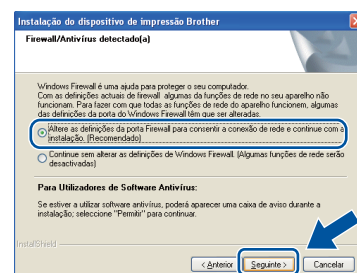 Instalação do dispositivo de impressão Brother
Firewall/Antivírus detectado(a)
Windows Firewall é uma ajuda para proteger o seu computador.
Com as definições actuais de firewall algumas da funções de rede no seu aparelho não
funcionam. Para fazer com que todas as funções de rede do aparelho funcionem, algumas
das definições da porta do Windows Firewall têm que ser alteradas.
Altere as definições da porta Firewall para consentir a conexão de rede e continue com a
instalação. (Recomendado)
Continue sem alterar as definições de Windows Firewall. (Algumas funções de rede serão
desactivadas)
Para Utilizadores de Software Antivírus:
Se estiver a utilizar software antivírus, poderá aparecer uma caixa de aviso durante a
instalação; seleccione "Permitir" para continuar.
InstallShield
< Anterior
Seguinte >
Cancelar